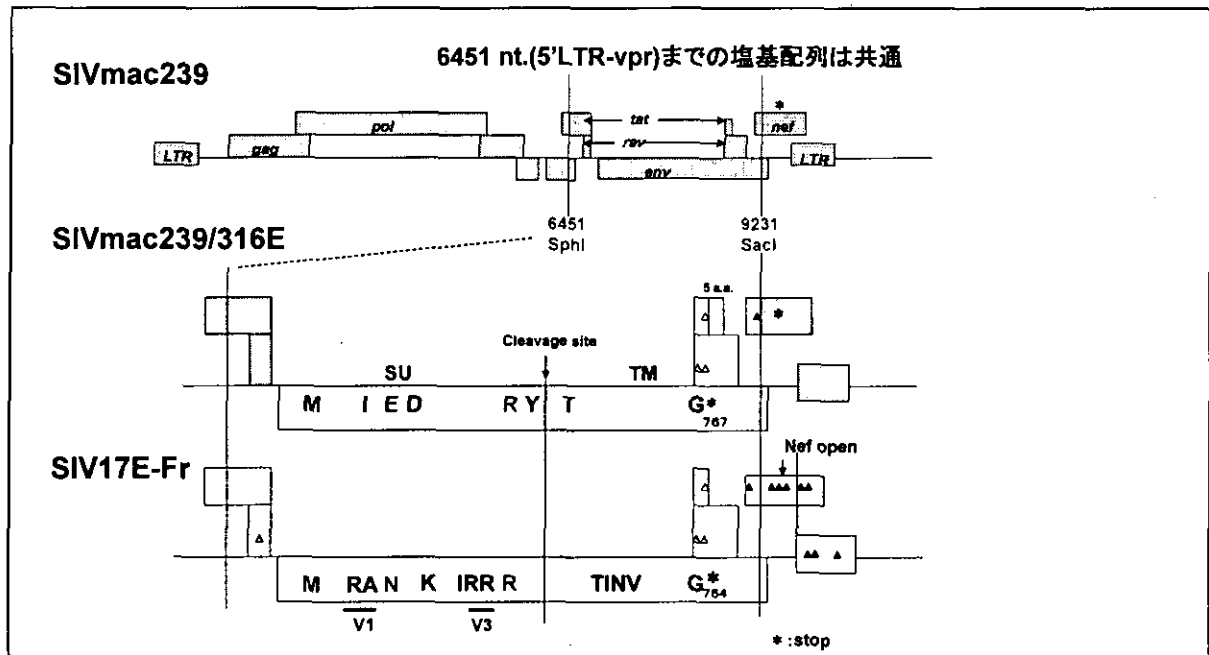 6451 nt.(5'LTR-vpr)までの塩基配列は共通
SIVmac239
*
pol
tat
nef
gag
rev
LTR
LTR
env
6451
SphI
9231
SacI
SIVmac239/316E
5 a.a.
△
▲ *
Cleavage site
SU
TM
△△
M I E D R Y T G*
767
Nef open
SIV17E-Fr
△
▲ ▲▲▲ ▲▲
△
△△
▲▲ ▲
M RA N K IRR R TINV G*
764
V1
V3
* :stop